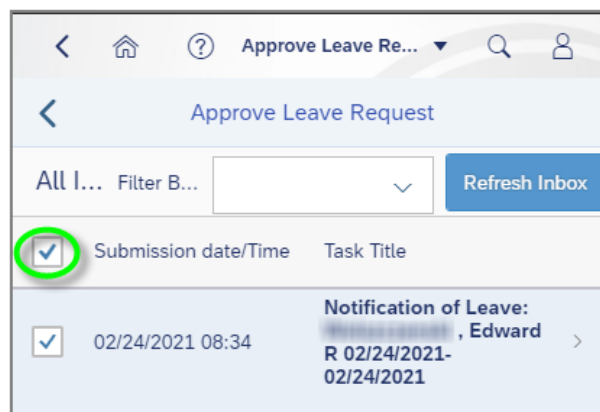 Approve Leave Re...
Approve Leave Request
All I... Filter B... Refresh Inbox
Submission date/Time Task Title
Notification of Leave:
, Edward
02/24/2021 08:34
R 02/24/2021-
02/24/2021